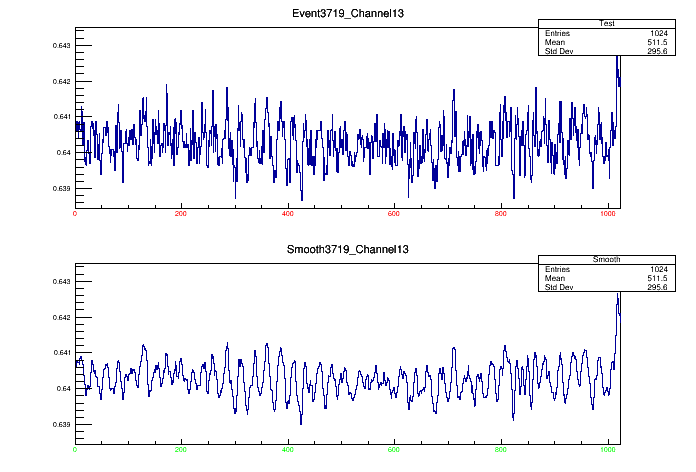 Event3719_Channel13
Test
Entries 1024
Mean 511.5
Std Dev 295.6
0.643
0.642
0.641
0.64
0.639
0 200 400 600 800 1000
Smooth3719_Channel13
Smooth
Entries 1024
Mean 511.5
Std Dev 295.6
0.643
0.642
0.641
0.64
0.639
0 200 400 600 800 1000